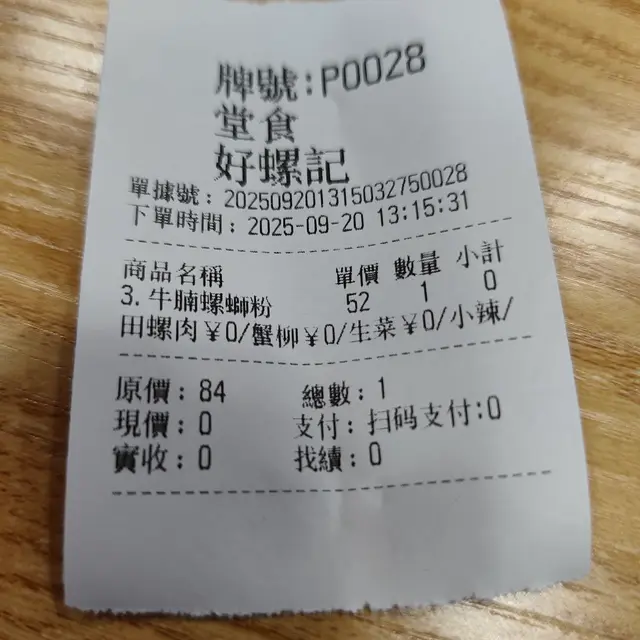 牌號:P0028
堂食
好螺記
單據號: 2025092013150327500​28
下單時間: 2025-09-20 13:15:31
商品名稱 單價 數量 小計
3.牛腩螺螄粉 52 1 0
田螺肉¥0/蟹柳¥0/生菜¥0/小辣/
原價: 84 總數: 1
現價: 0 支付: 扫码支付:0
實收: 0 找續: 0